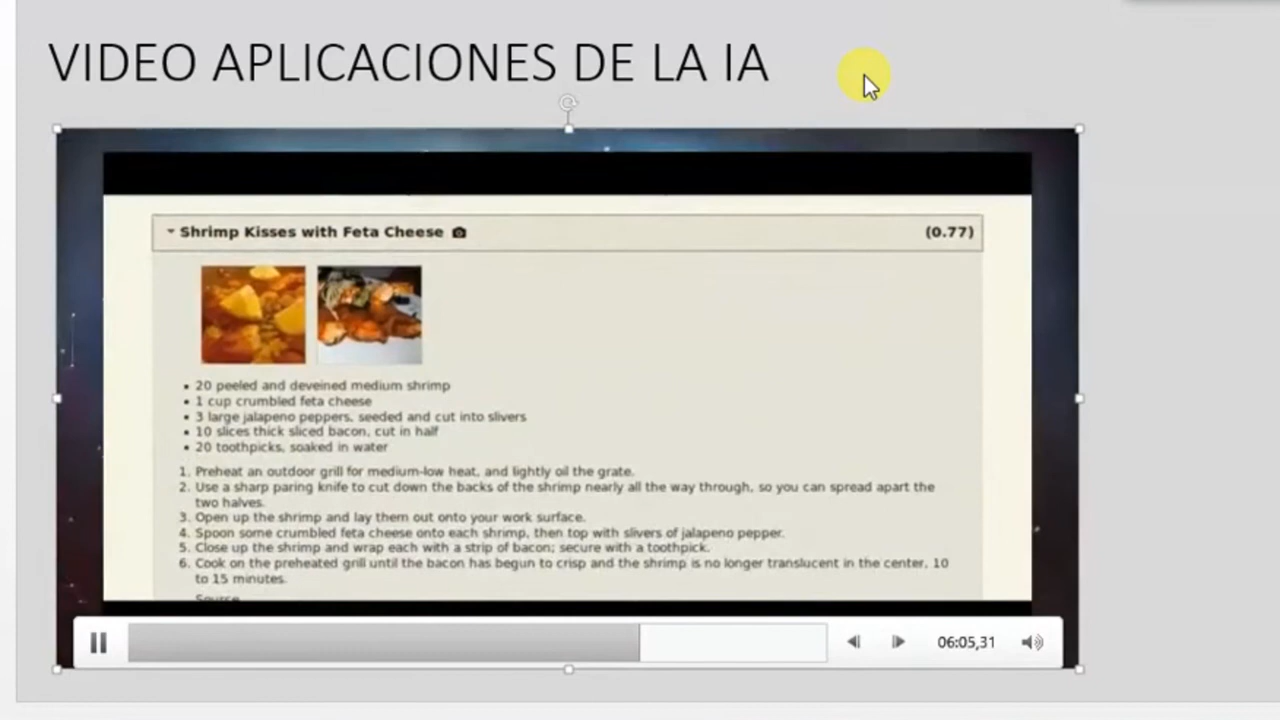 VIDEO APLICACIONES DE LA IA
Shrimp Kisses with Feta Cheese (0.77)
• 20 peeled and deveined medium shrimp
• 1 cup crumbled feta cheese
• 3 large jalapeno peppers, seeded and cut into slivers
• 10 slices thick sliced bacon, cut in half
• 20 toothpicks, soaked in water
1. Preheat an outdoor grill for medium-low heat, and lightly oil the grate.
2. Use a sharp paring knife to cut down the backs of the shrimp nearly all the way through, so you can spread apart the
two halves.
3. Open up the shrimp and lay them out onto your work surface.
4. Spoon some crumbled feta cheese onto each shrimp, then top with slivers of jalapeno pepper.
5. Close up the shrimp and wrap each with a strip of bacon; secure with a toothpick.
6. Cook on the preheated grill until the bacon has begun to crisp and the shrimp is no longer translucent in the center, 10
to 15 minutes.
Source
06:05,31